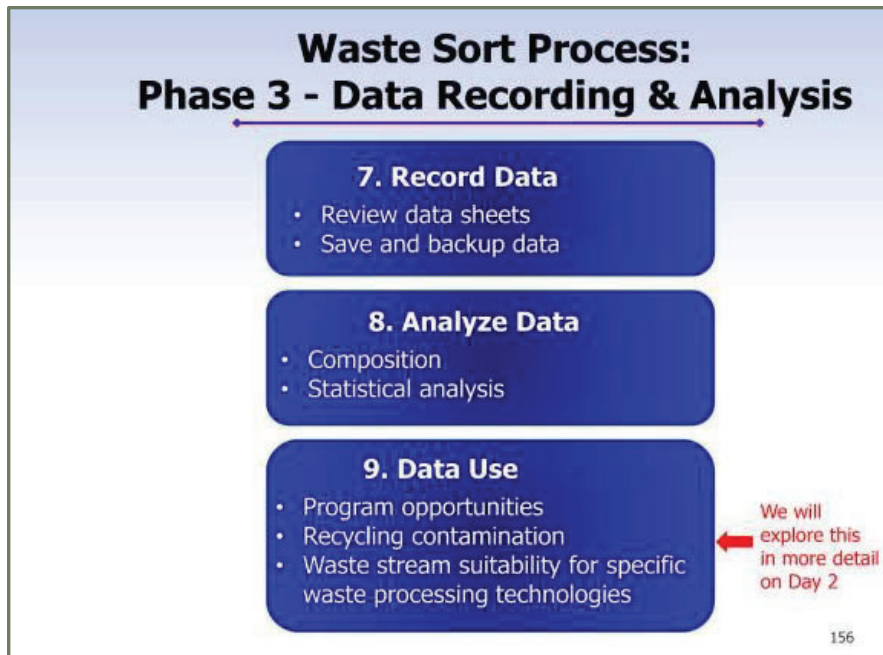 Waste Sort Process:
Phase 3 - Data Recording & Analysis
7. Record Data
• Review data sheets
• Save and backup data
8. Analyze Data
• Composition
• Statistical analysis
9. Data Use
• Program opportunities
• Recycling contamination
• Waste stream suitability for specific
waste processing technologies
We will
explore this
in more detail
on Day 2
156